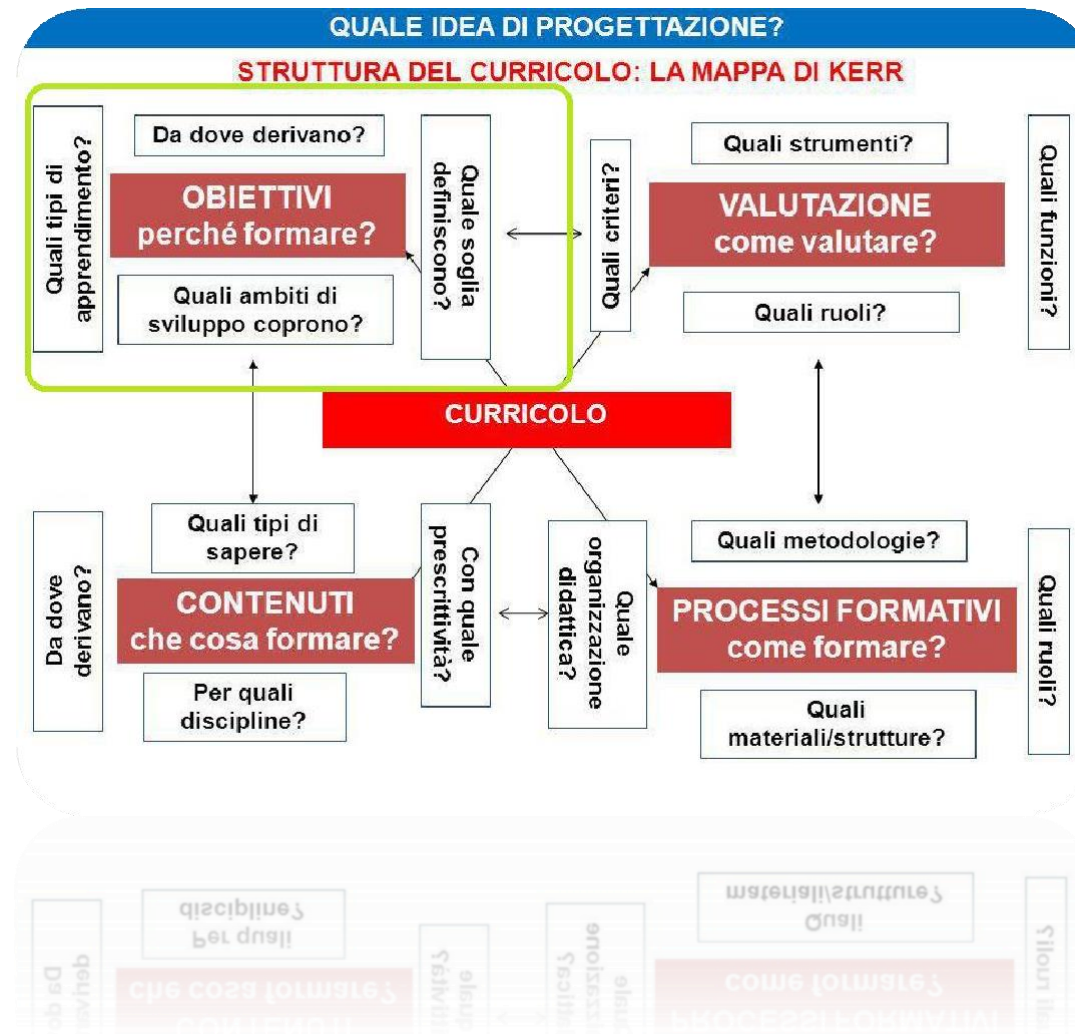 QUALE IDEA DI PROGETTAZIONE?
STRUTTURA DEL CURRICOLO: LA MAPPA DI KERR
Quali tipi di
apprendimento?
Da dove derivano?
OBIETTIVI
perché formare?
Quali ambiti di
sviluppo coprono?
Quale soglia
definiscono?
Quali criteri?
Quali strumenti?
VALUTAZIONE
come valutare?
Quali ruoli?
Quali funzioni?
CURRICOLO
Da dove
derivano?
Quali tipi di
sapere?
CONTENUTI
che cosa formare?
Per quali
discipline?
Con quale
prescrittività?
Quale
organizzazione
didattica?
Quali metodologie?
PROCESSI FORMATIVI
come formare?
Quali
materiali/strutture?
Quali ruoli?